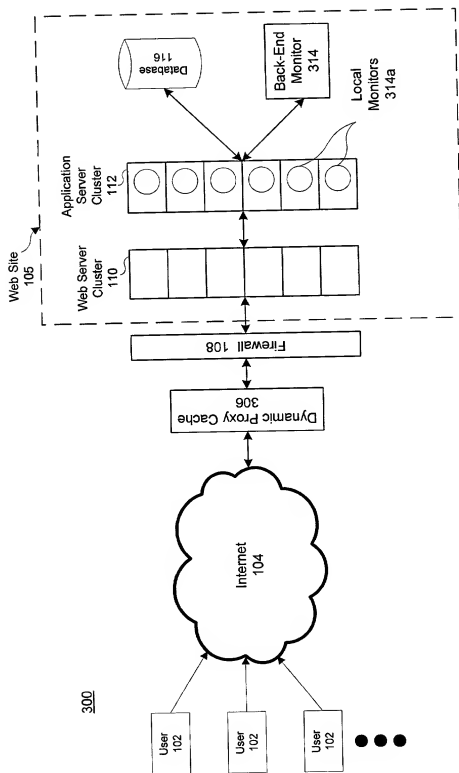 300
User
102
User
102
User
102
Internet
104
Dynamic Proxy Cache
306
Firewall 108
Web Site
105
Web Server
Cluster
110
Application
Server
Cluster
112
Database
116
Back-End
Monitor
314
Local
Monitors
314a